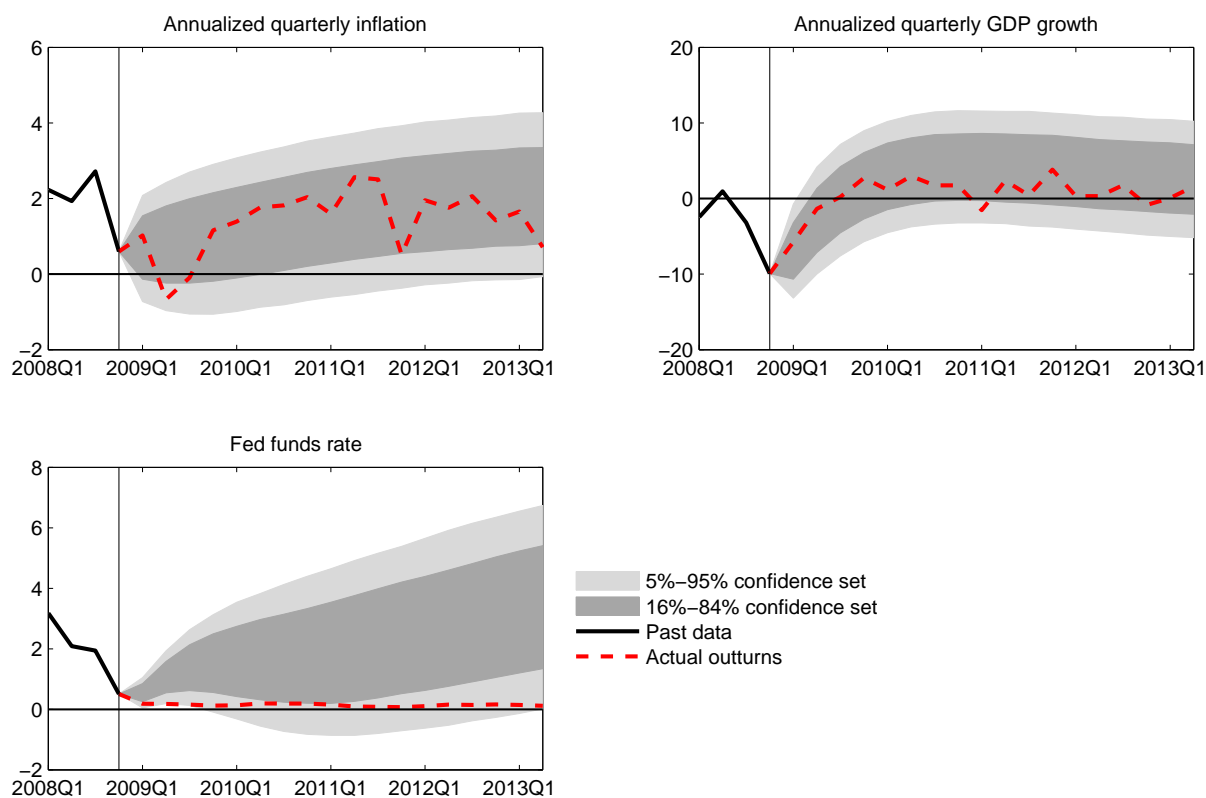 Annualized quarterly inflation
6
4
2
0
−2
2008Q1 2009Q1 2010Q1 2011Q1 2012Q1 2013Q1
Annualized quarterly GDP growth
20
10
0
−10
−20
2008Q1 2009Q1 2010Q1 2011Q1 2012Q1 2013Q1
Fed funds rate
8
6
4
2
0
−2
2008Q1 2009Q1 2010Q1 2011Q1 2012Q1 2013Q1
5%−95% confidence set
16%−84% confidence set
Past data
Actual outturns